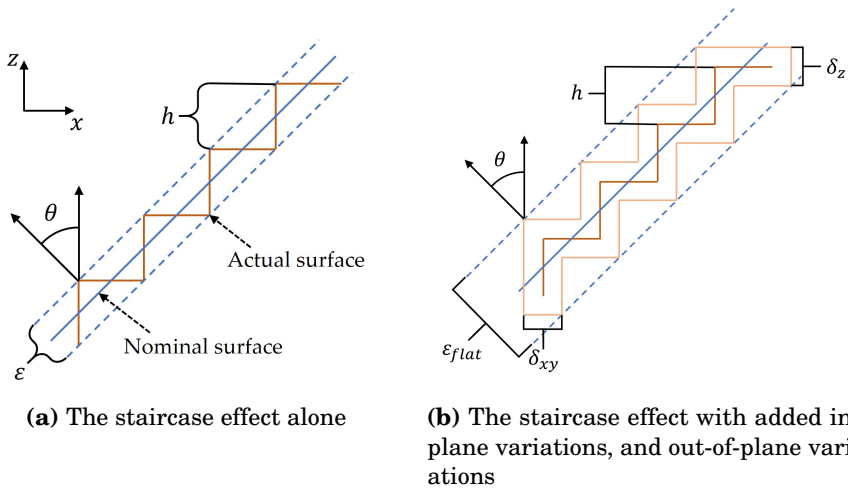 z
x
h
θ
ε
Actual surface
Nominal surface
(a) The staircase effect alone
h
δz
θ
εflat
δxy
(b) The staircase effect with added in-
plane variations, and out-of-plane vari-
ations